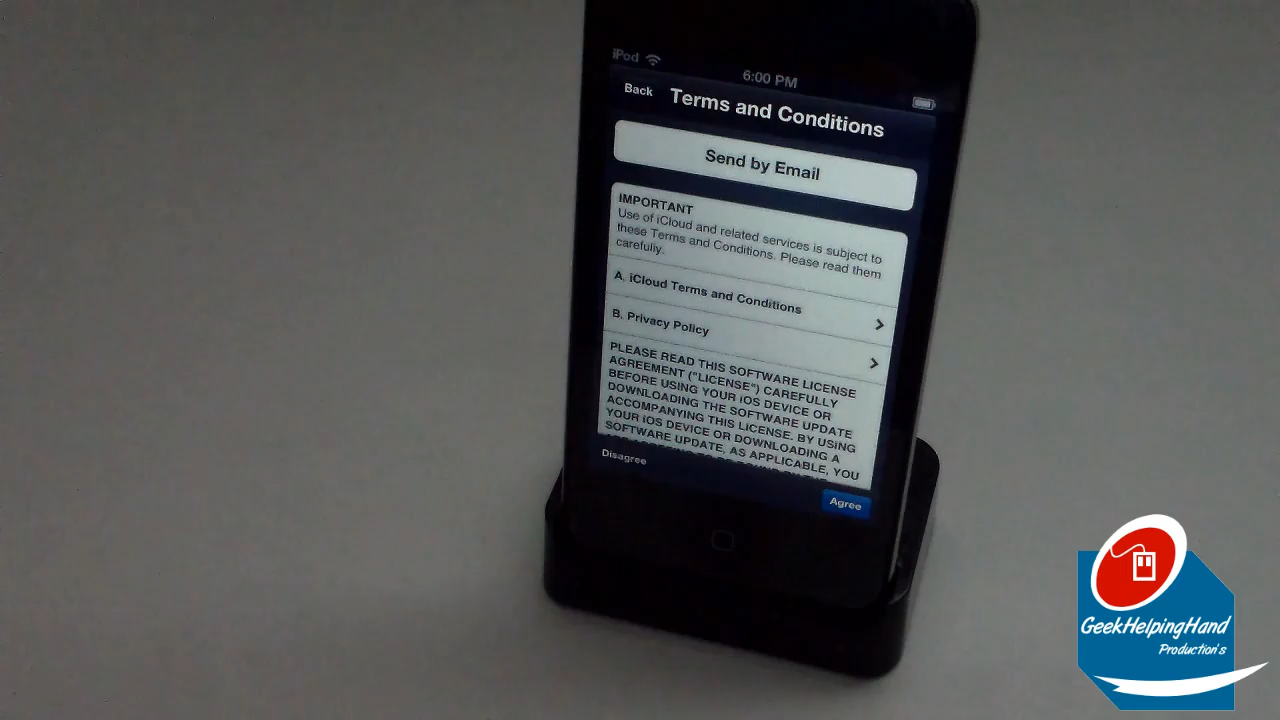 iPod
6:00 PM
Back
Terms and Conditions
Send by Email
IMPORTANT
Use of iCloud and related services is subject to
these Terms and Conditions. Please read them
carefully.
A. iCloud Terms and Conditions
B. Privacy Policy
PLEASE READ THIS SOFTWARE LICENSE
AGREEMENT ("LICENSE") CAREFULLY
BEFORE USING YOUR iOS DEVICE OR
DOWNLOADING THE SOFTWARE UPDATE
ACCOMPANYING THIS LICENSE. BY USING
YOUR iOS DEVICE OR DOWNLOADING A
SOFTWARE UPDATE, AS APPLICABLE, YOU
Disagree
Agree
GeekHelpingHand
Production's